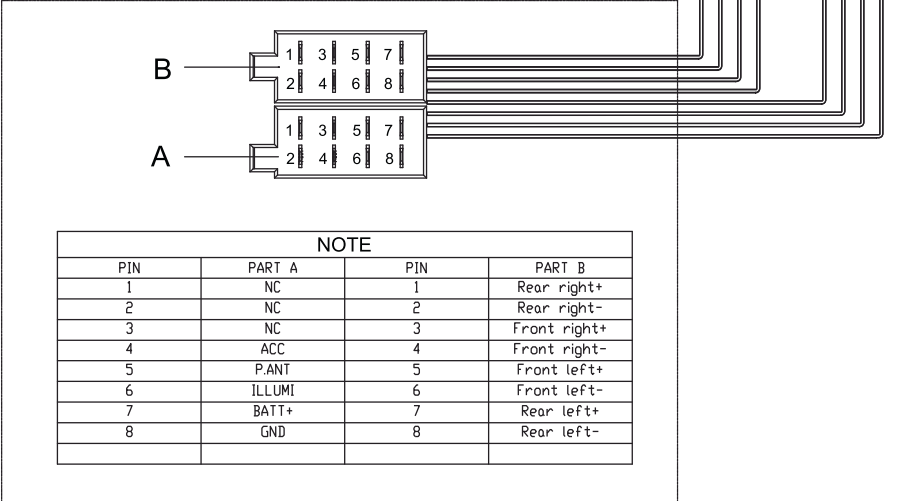 B
1 3 5 7
2 4 6 8
1 3 5 7
A
2 4 6 8
NOTE
PIN PART A PIN PART B
1 NC 1 Rear right+
2 NC 2 Rear right-
3 NC 3 Front right+
4 ACC 4 Front right-
5 P.ANT 5 Front left+
6 ILLUMI 6 Front left-
7 BATT+ 7 Rear left+
8 GND 8 Rear left-